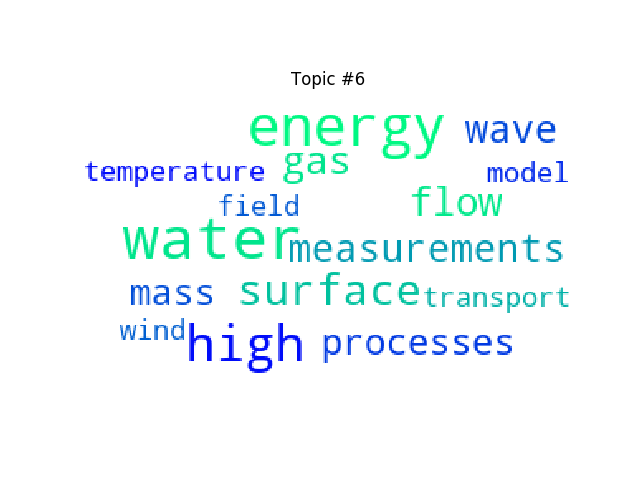 Topic #6
energy wave
gas
temperature model
field flow
water measurements
mass surface transport
wind high processes